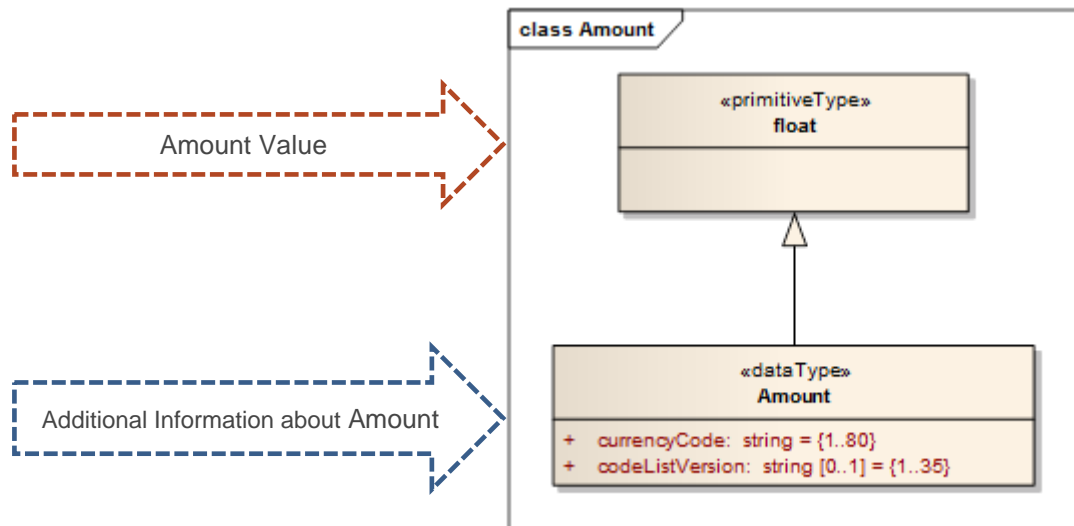 class Amount
«primitiveType»
float
Amount Value
«dataType»
Amount
Additional Information about Amount
+ currencyCode: string = {1..80}
+ codeListVersion: string [0..1] = {1..35}